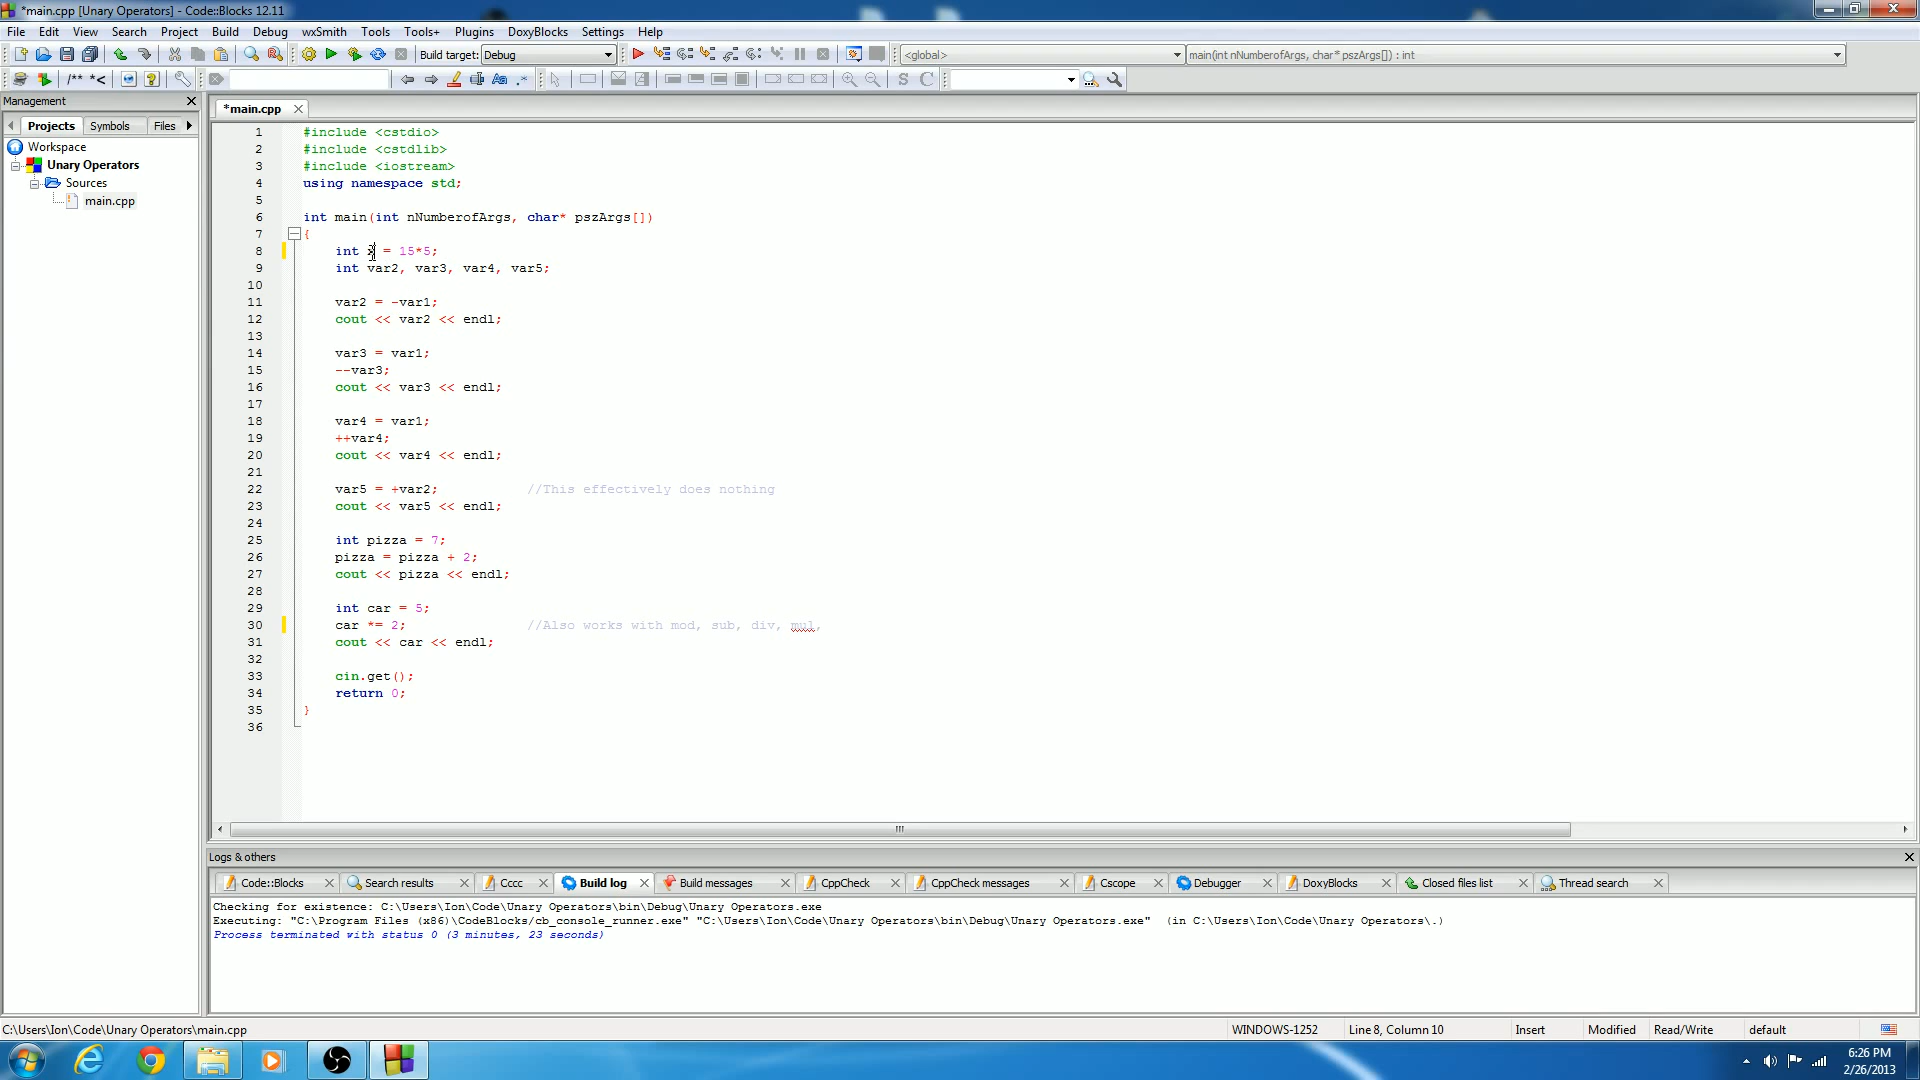 *main.cpp [Unary Operators] - Code::Blocks 12.11
File Edit View Search Project Build Debug wxSmith Tools Tools+ Plugins DoxyBlocks Settings Help
Build target: Debug
<global>
main(int nNumberofArgs, char* pszArgs[]) : int
/** *<
Aa .* S C
Management
*main.cpp
Projects Symbols Files
Workspace
Unary Operators
Sources
main.cpp
1 #include <cstdio>
2 #include <cstdlib>
3 #include <iostream>
4 using namespace std;
5
6 int main(int nNumberofArgs, char* pszArgs[])
7 {
8 int x = 15*5;
9 int var2, var3, var4, var5;
10
11 var2 = -var1;
12 cout << var2 << endl;
13
14 var3 = var1;
15 --var3;
16 cout << var3 << endl;
17
18 var4 = var1;
19 ++var4;
20 cout << var4 << endl;
21
22 var5 = +var2; //This effectively does nothing
23 cout << var5 << endl;
24
25 int pizza = 7;
26 pizza = pizza + 2;
27 cout << pizza << endl;
28
29 int car = 5;
30 car *= 2; //Also works with mod, sub, div, mul,
31 cout << car << endl;
32
33 cin.get();
34 return 0;
35 }
36
Logs & others
Code::Blocks Search results Cccc Build log Build messages CppCheck CppCheck messages Cscope Debugger DoxyBlocks Closed files list Thread search
Checking for existence: C:\Users\Ion\Code\Unary Operators\bin\Debug\Unary Operators.exe
Executing: "C:\Program Files (x86)\CodeBlocks/cb_console_runner.exe" "C:\Users\Ion\Code\Unary Operators\bin\Debug\Unary Operators.exe" (in C:\Users\Ion\Code\Unary Operators\.)
Process terminated with status 0 (3 minutes, 23 seconds)
C:\Users\Ion\Code\Unary Operators\main.cpp WINDOWS-1252 Line 8, Column 10 Insert Modified Read/Write default
6:26 PM
2/26/2013